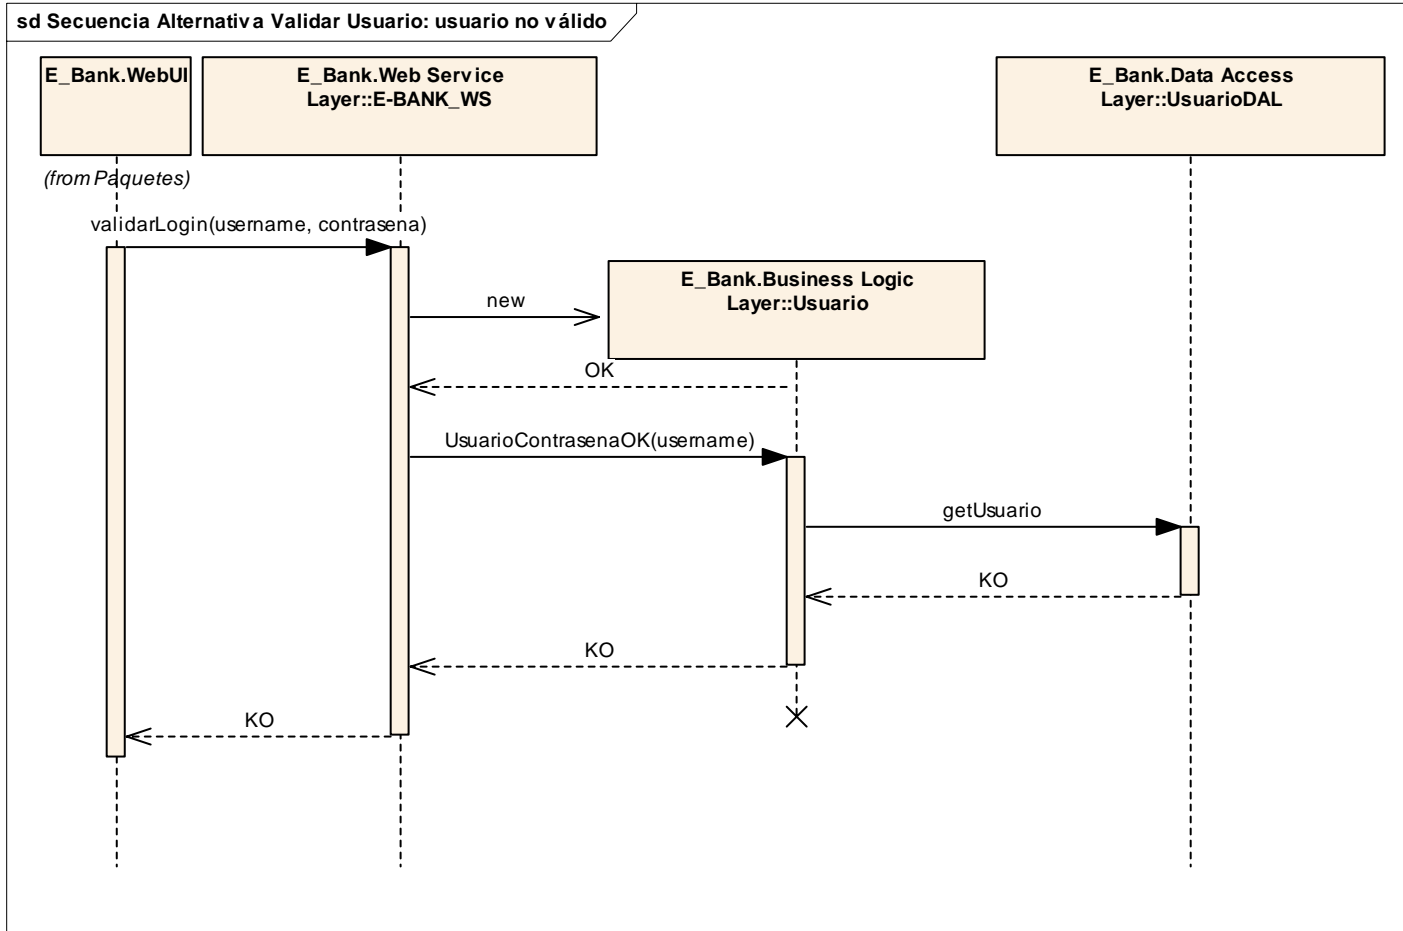 sd Secuencia Alternativa Validar Usuario: usuario no válido
E_Bank.WebUI
E_Bank.Web Service
Layer::E-BANK_WS
E_Bank.Data Access
Layer::UsuarioDAL
(from Paquetes)
validarLogin(username, contrasena)
E_Bank.Business Logic
Layer::Usuario
new
OK
UsuarioContrasenaOK(username)
getUsuario
KO
KO
KO